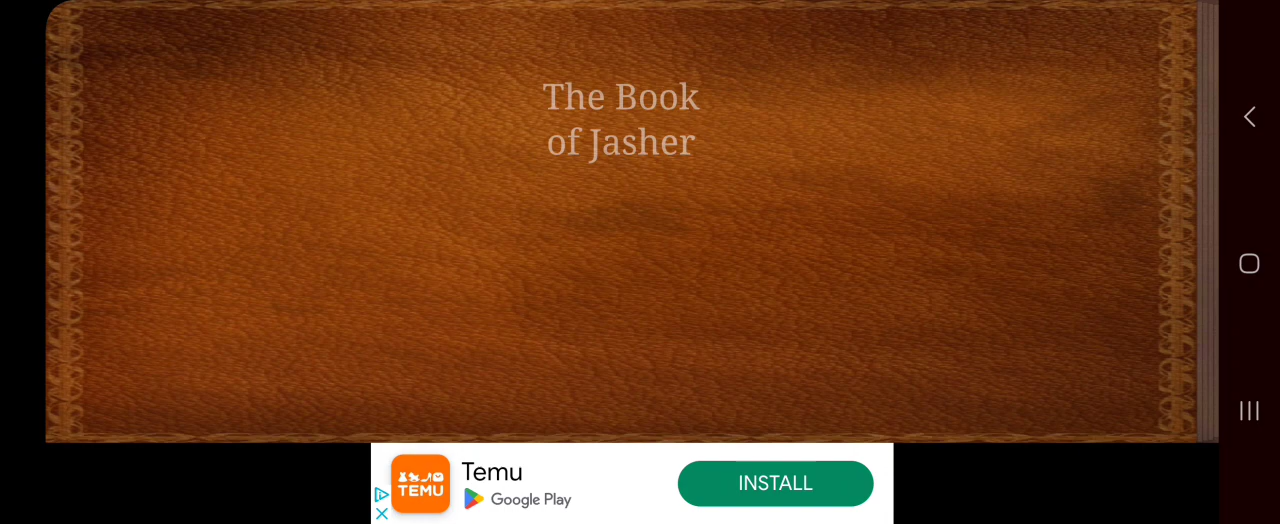 The Book
of Jasher
Temu
TEMU
Google Play
INSTALL